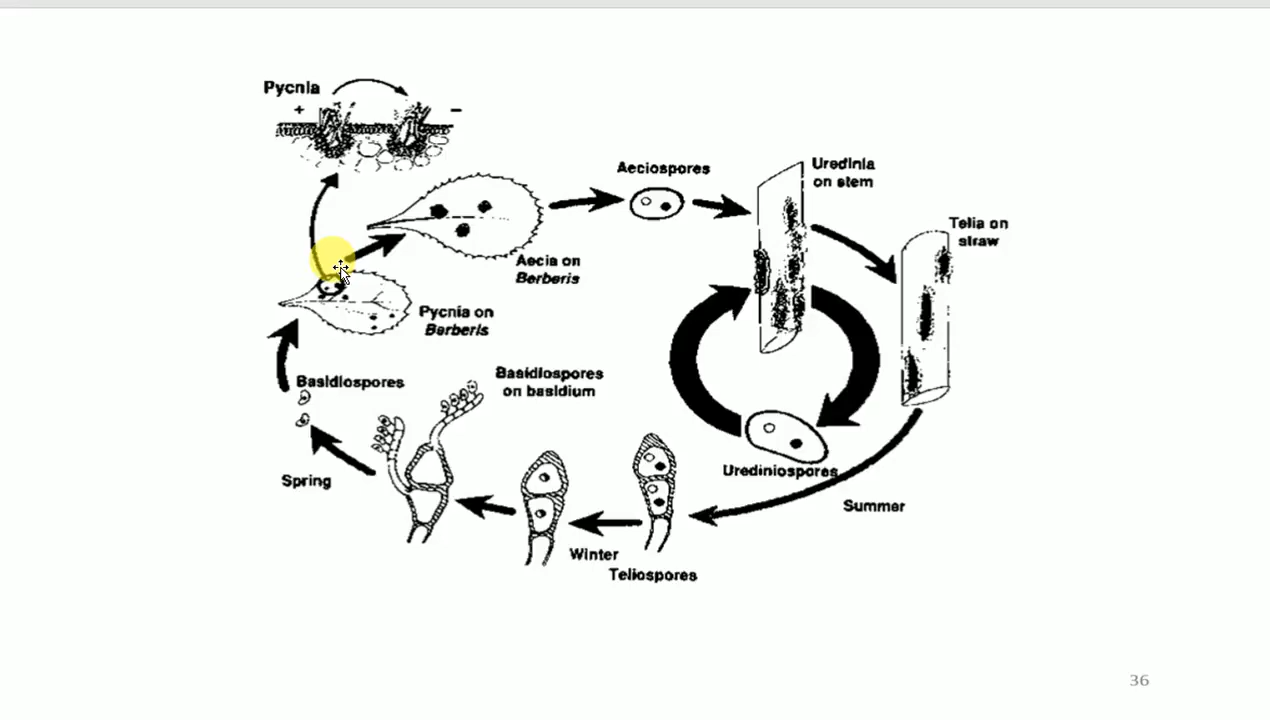 Pycnia
+
−
Aeciospores
Uredinia
on stem
Telia on
straw
Aecia on
Berberis
Pycnia on
Berberis
Basidiospores
Basidiospores
on basidium
Urediniospores
Spring
Summer
Winter
Teliospores
36